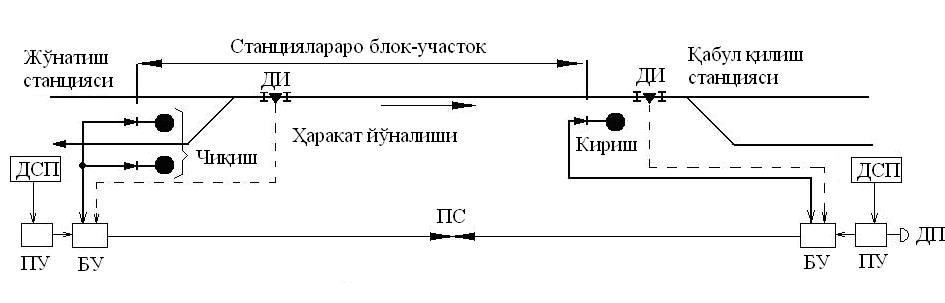 Станциялараро блок-участок
Жўнатиш
станцияси
Қабул қилиш
станцияси
ДИ
ДИ
Ҳаракат йўналиши
Чиқиш
Кириш
ДСП
ДСП
ПС
ДП
ПУ
БУ
БУ
ПУ